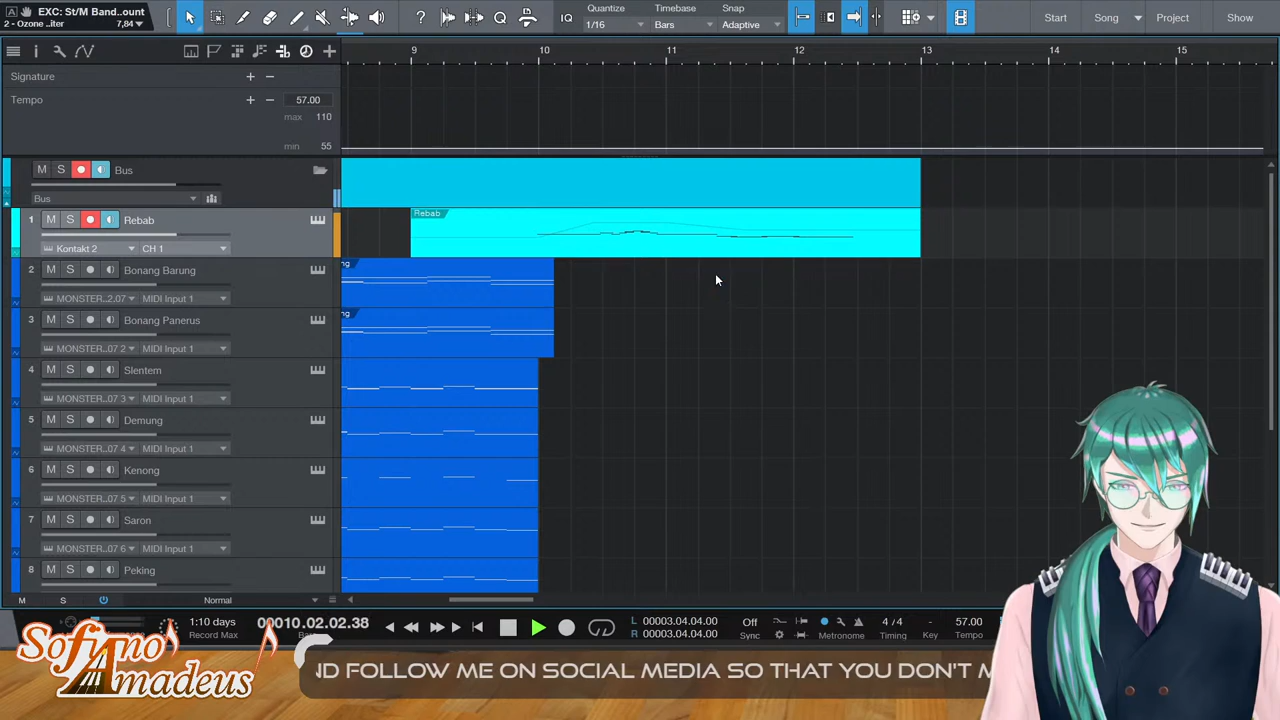 EXC: St/M Band..ount
7,84
2 - Ozone ...iter
IQ
Quantize
1/16
Timebase
Bars
Snap
Adaptive
Start
Song
Project
Show
9
10
11
12
13
14
15
Signature
Tempo
57.00
max 110
min 55
M S Bus
Bus
1 M S Rebab
Kontakt 2 CH 1
Rebab
2 M S Bonang Barung
MONSTER..2.07 MIDI Input 1
ng
3 M S Bonang Panerus
MONSTER..07 2 MIDI Input 1
ng
4 M S Slentem
MONSTER..07 3 MIDI Input 1
5 M S Demung
MONSTER..07 4 MIDI Input 1
6 M S Kenong
MONSTER..07 5 MIDI Input 1
7 M S Saron
MONSTER..07 6 MIDI Input 1
8 M S Peking
M S Normal
1:10 days
Record Max
00010.02.02.38
L 00003.04.04.00
R 00003.04.04.00
Off
Sync
Metronome
4 / 4
Timing
Key
57.00
Tempo
Sofiano
Amadeus
ND FOLLOW ME ON SOCIAL MEDIA SO THAT YOU DON'T M